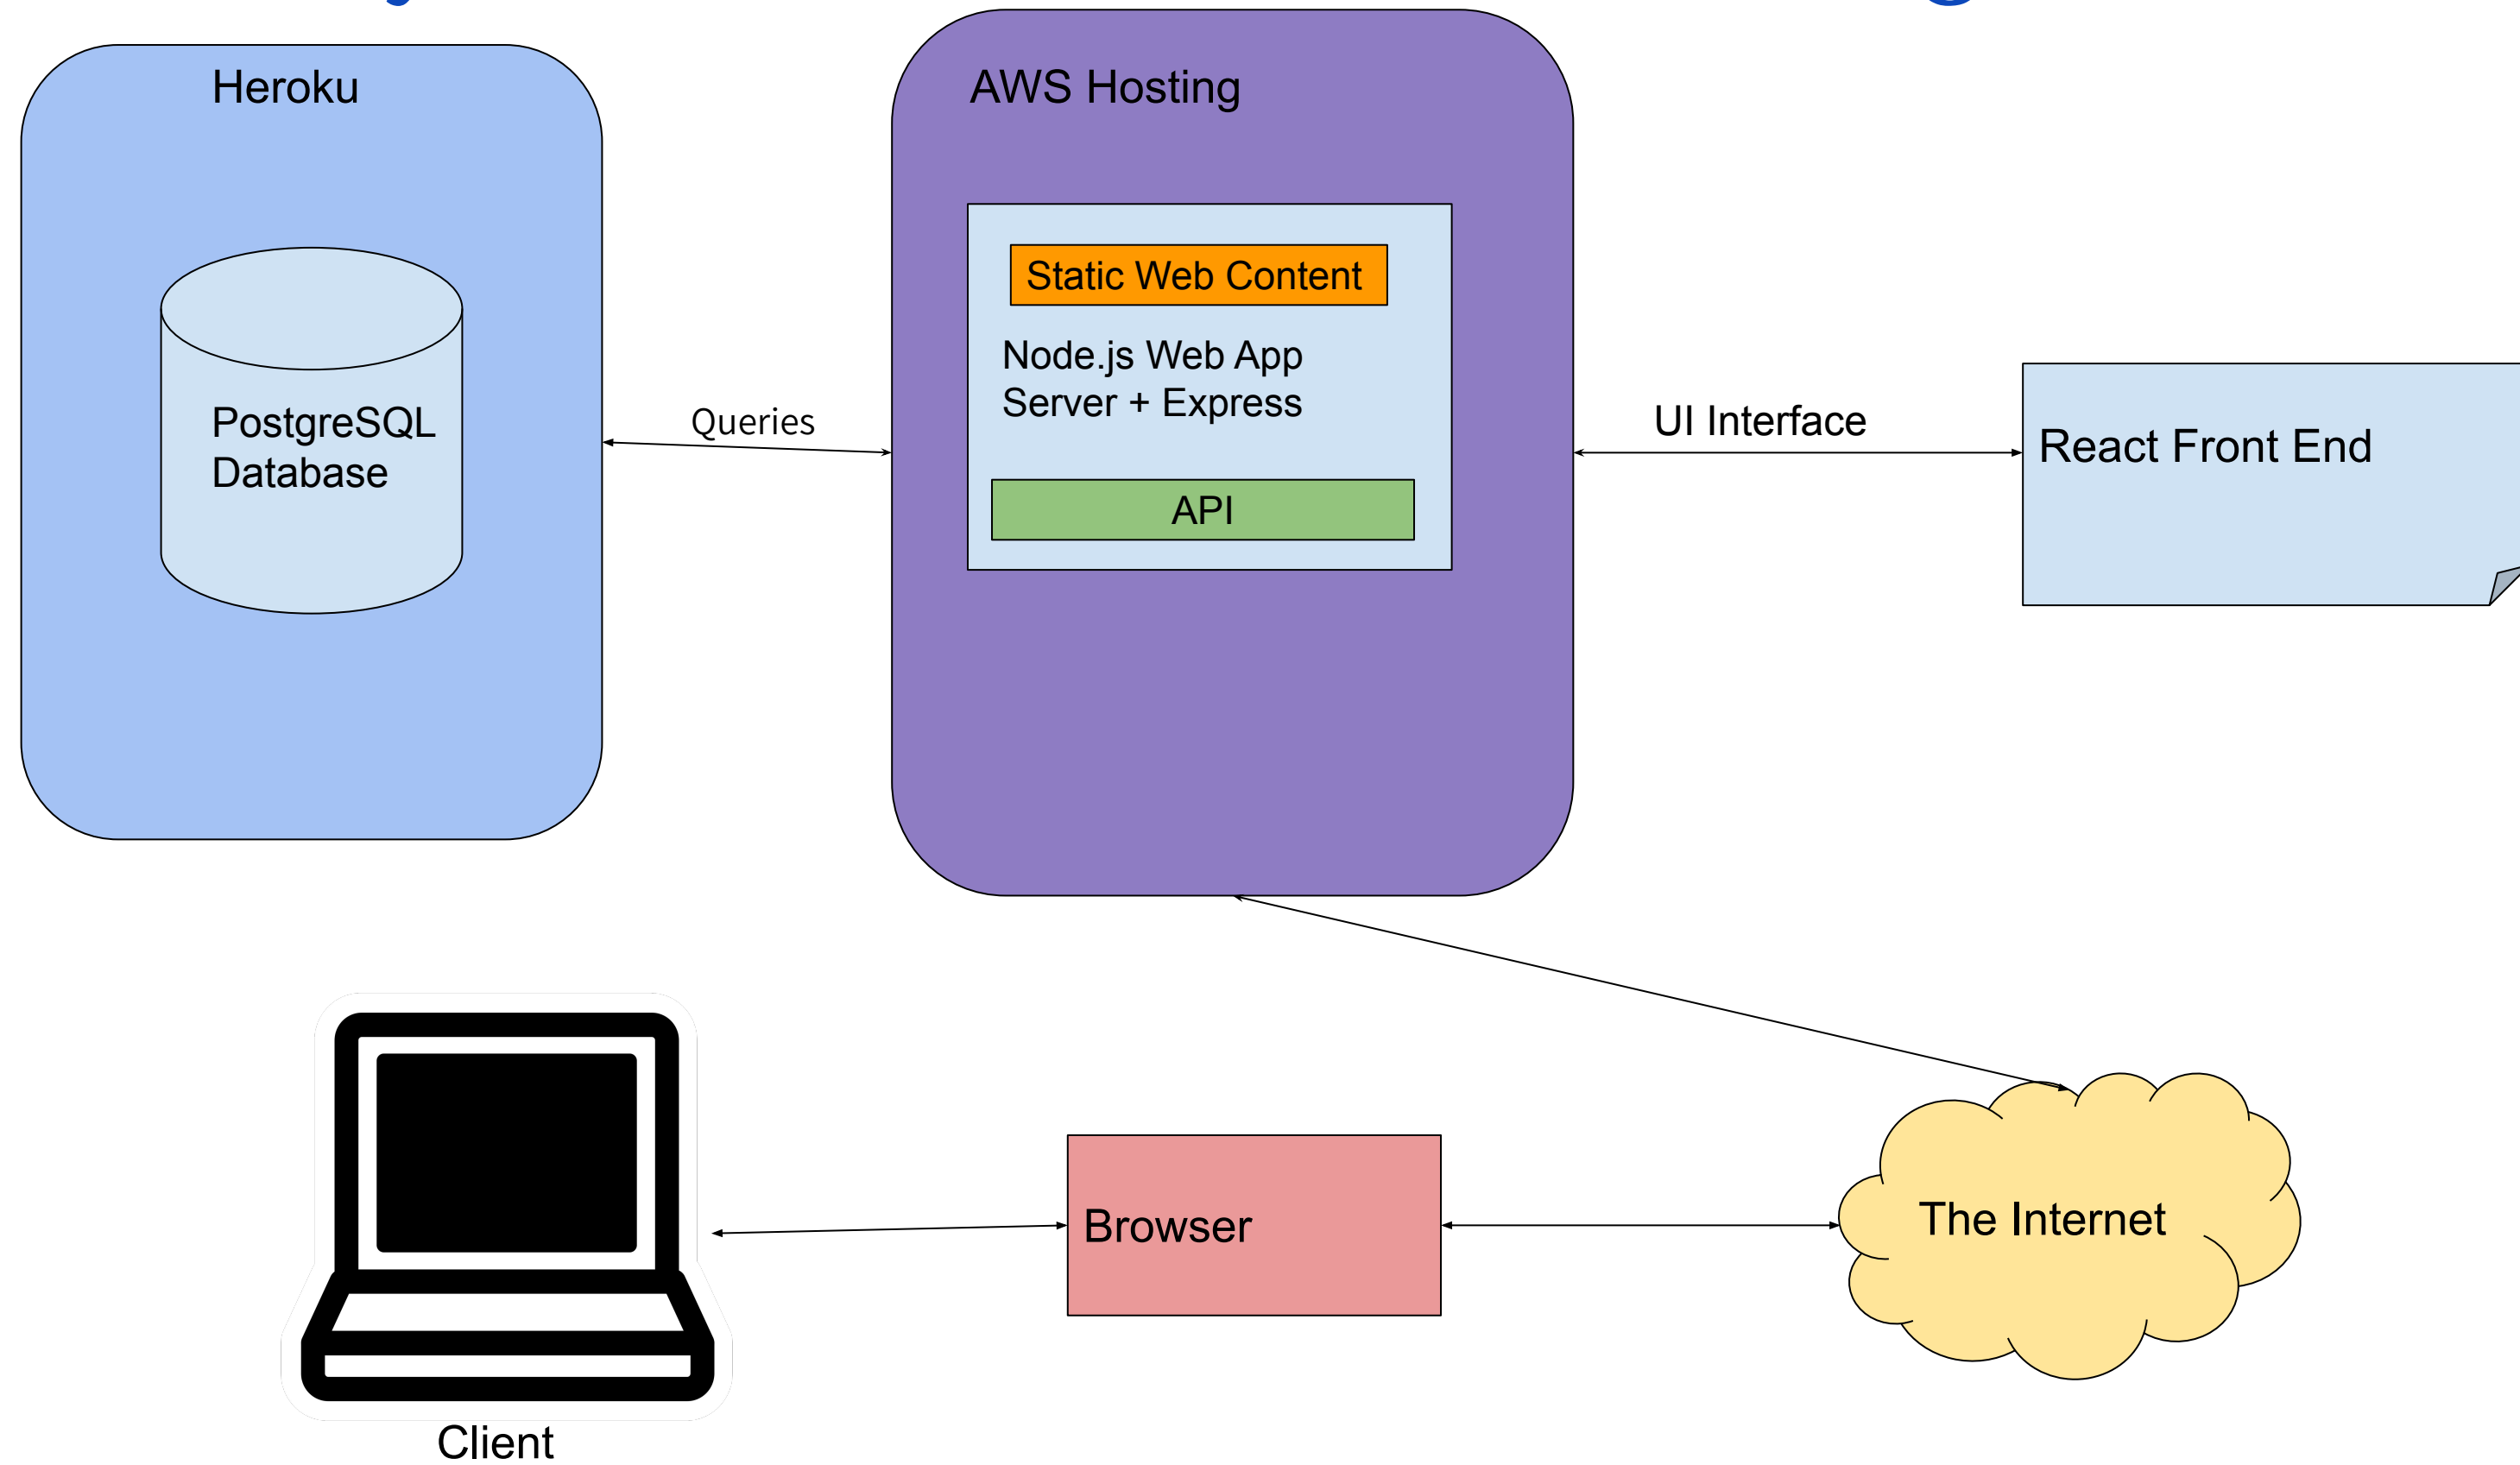 Heroku
AWS Hosting
Static Web Content
Node.js Web App
Server + Express
API
PostgreSQL
Database
Queries
UI Interface
React Front End
Browser
The Internet
Client